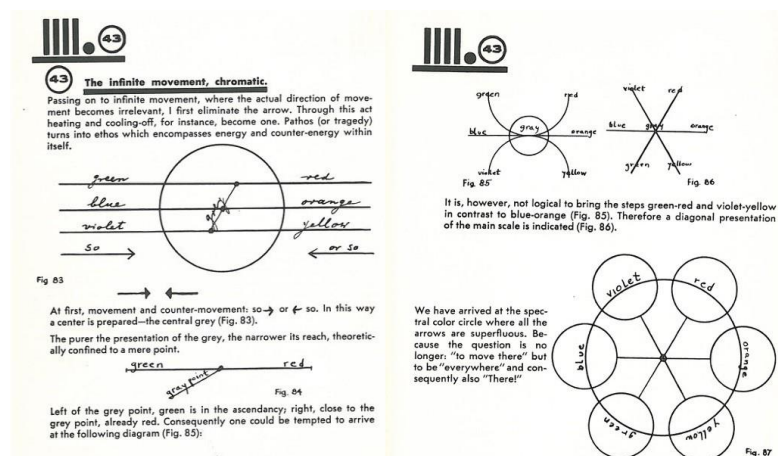 43
43 The infinite movement, chromatic.
Passing on to infinite movement, where the actual direction of move-
ment becomes irrelevant, I first eliminate the arrow. Through this act
heating and cooling-off, for instance, become one. Pathos (or tragedy)
turns into ethos which encompasses energy and counter-energy within
itself.
green red
blue orange
violet yellow
so or so
Fig 83
At first, movement and counter-movement: so→ or ← so. In this way
a center is prepared—the central grey (Fig. 83).
The purer the presentation of the grey, the narrower its reach, theoretic-
ally confined to a mere point.
green red
gray point
Fig. 84
Left of the grey point, green is in the ascendancy; right, close to the
grey point, already red. Consequently one could be tempted to arrive
at the following diagram (Fig. 85):
43
green red
blue gray orange
violet yellow
Fig. 85
violet red
blue gray orange
green yellow
Fig. 86
It is, however, not logical to bring the steps green-red and violet-yellow
in contrast to blue-orange (Fig. 85). Therefore a diagonal presentation
of the main scale is indicated (Fig. 86).
We have arrived at the spec-
tral color circle where all the
arrows are superfluous. Be-
cause the question is no
longer: "to move there" but
to be "everywhere" and con-
sequently also "There!"
violet red
blue orange
green yellow
Fig. 87